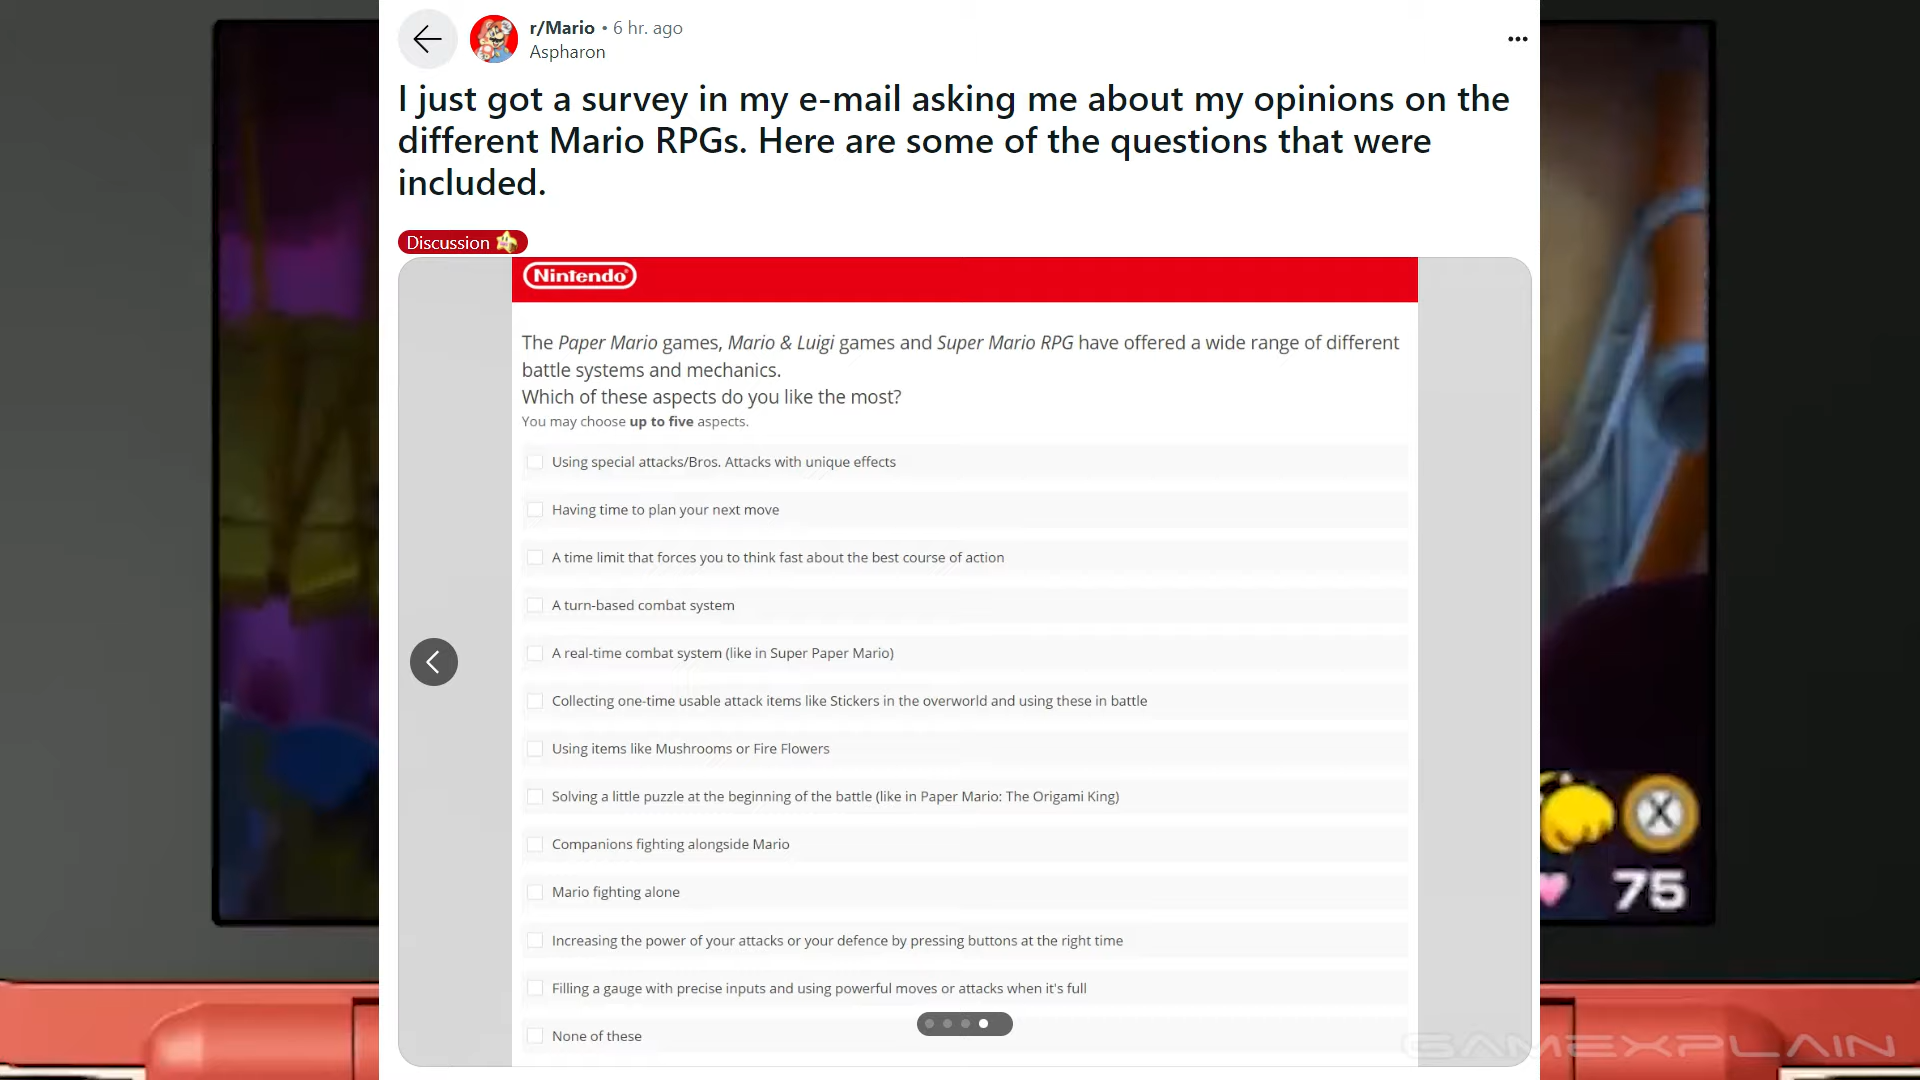 r/Mario • 6 hr. ago
Aspharon
I just got a survey in my e-mail asking me about my opinions on the
different Mario RPGs. Here are some of the questions that were
included.
Discussion
Nintendo
The Paper Mario games, Mario & Luigi games and Super Mario RPG have offered a wide range of different
battle systems and mechanics.
Which of these aspects do you like the most?
You may choose up to five aspects.
Using special attacks/Bros. Attacks with unique effects
Having time to plan your next move
A time limit that forces you to think fast about the best course of action
A turn-based combat system
A real-time combat system (like in Super Paper Mario)
Collecting one-time usable attack items like Stickers in the overworld and using these in battle
Using items like Mushrooms or Fire Flowers
Solving a little puzzle at the beginning of the battle (like in Paper Mario: The Origami King)
Companions fighting alongside Mario
Mario fighting alone
Increasing the power of your attacks or your defence by pressing buttons at the right time
Filling a gauge with precise inputs and using powerful moves or attacks when it's full
None of these
X
75
GAMEXPLAIN